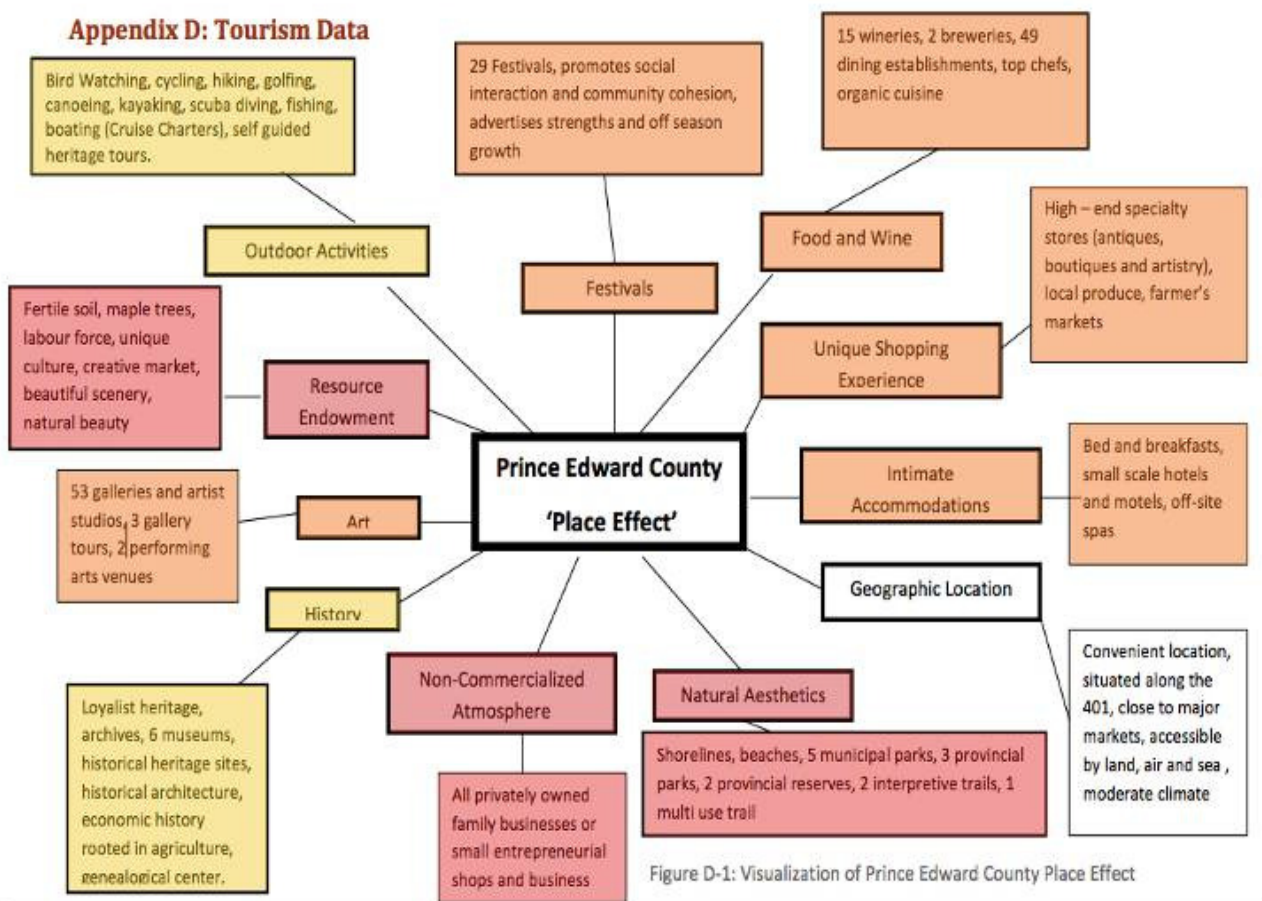 Appendix D: Tourism Data
Bird Watching, cycling, hiking, golfing,
canoeing, kayaking, scuba diving, fishing,
boating (Cruise Charters), self guided
heritage tours.
29 Festivals, promotes social
interaction and community cohesion,
advertises strengths and off season
growth
15 wineries, 2 breweries, 49
dining establishments, top chefs,
organic cuisine
Outdoor Activities
Festivals
Food and Wine
High – end specialty
stores (antiques,
boutiques and artistry),
local produce, farmer's
markets
Fertile soil, maple trees,
labour force, unique
culture, creative market,
beautiful scenery,
natural beauty
Resource
Endowment
Unique Shopping
Experience
Prince Edward County
'Place Effect'
Intimate
Accommodations
Bed and breakfasts,
small scale hotels
and motels, off-site
spas
53 galleries and artist
studios, 3 gallery
tours, 2 performing
arts venues
Art
History
Geographic Location
Non-Commercialized
Atmosphere
Natural Aesthetics
Convenient location,
situated along the
401, close to major
markets, accessible
by land, air and sea ,
moderate climate
Loyalist heritage,
archives, 6 museums,
historical heritage sites,
historical architecture,
economic history
rooted in agriculture,
genealogical center.
All privately owned
family businesses or
small entrepreneurial
shops and business
Shorelines, beaches, 5 municipal parks, 3 provincial
parks, 2 provincial reserves, 2 interpretive trails, 1
multi use trail
Figure D-1: Visualization of Prince Edward County Place Effect